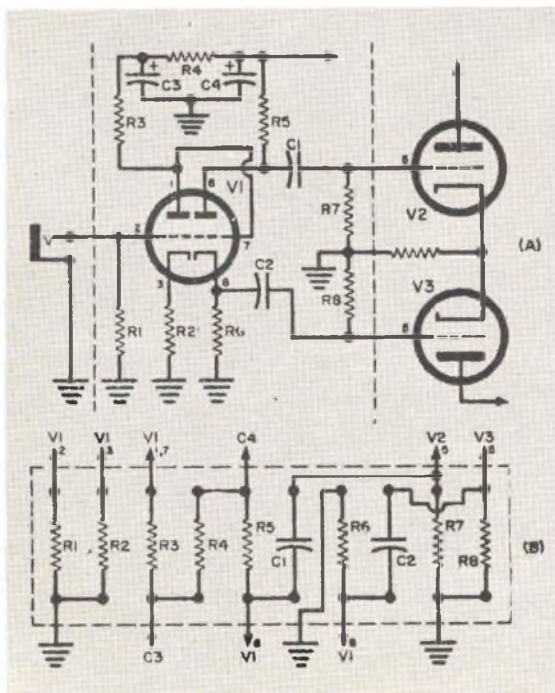 R4
+ +
C3 C4
R3 R5
V1 C1
1 6
5
V2
R7
2 7
(A)
3 8 C2
V3
R8
5
R1 R2 R6
V1 V1 V1 C4 V2 V3
2 3 1,7 5 5
R1 R2 R3 R4 R5 C1 R6 C2 R7 R8 (B)
C3 V1 V1